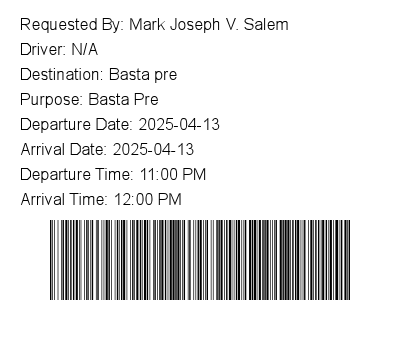 Requested By: Mark Joseph V. Salem
Driver: N/A
Destination: Basta pre
Purpose: Basta Pre
Departure Date: 2025-04-13
Arrival Date: 2025-04-13
Departure Time: 11:00 PM
Arrival Time: 12:00 PM